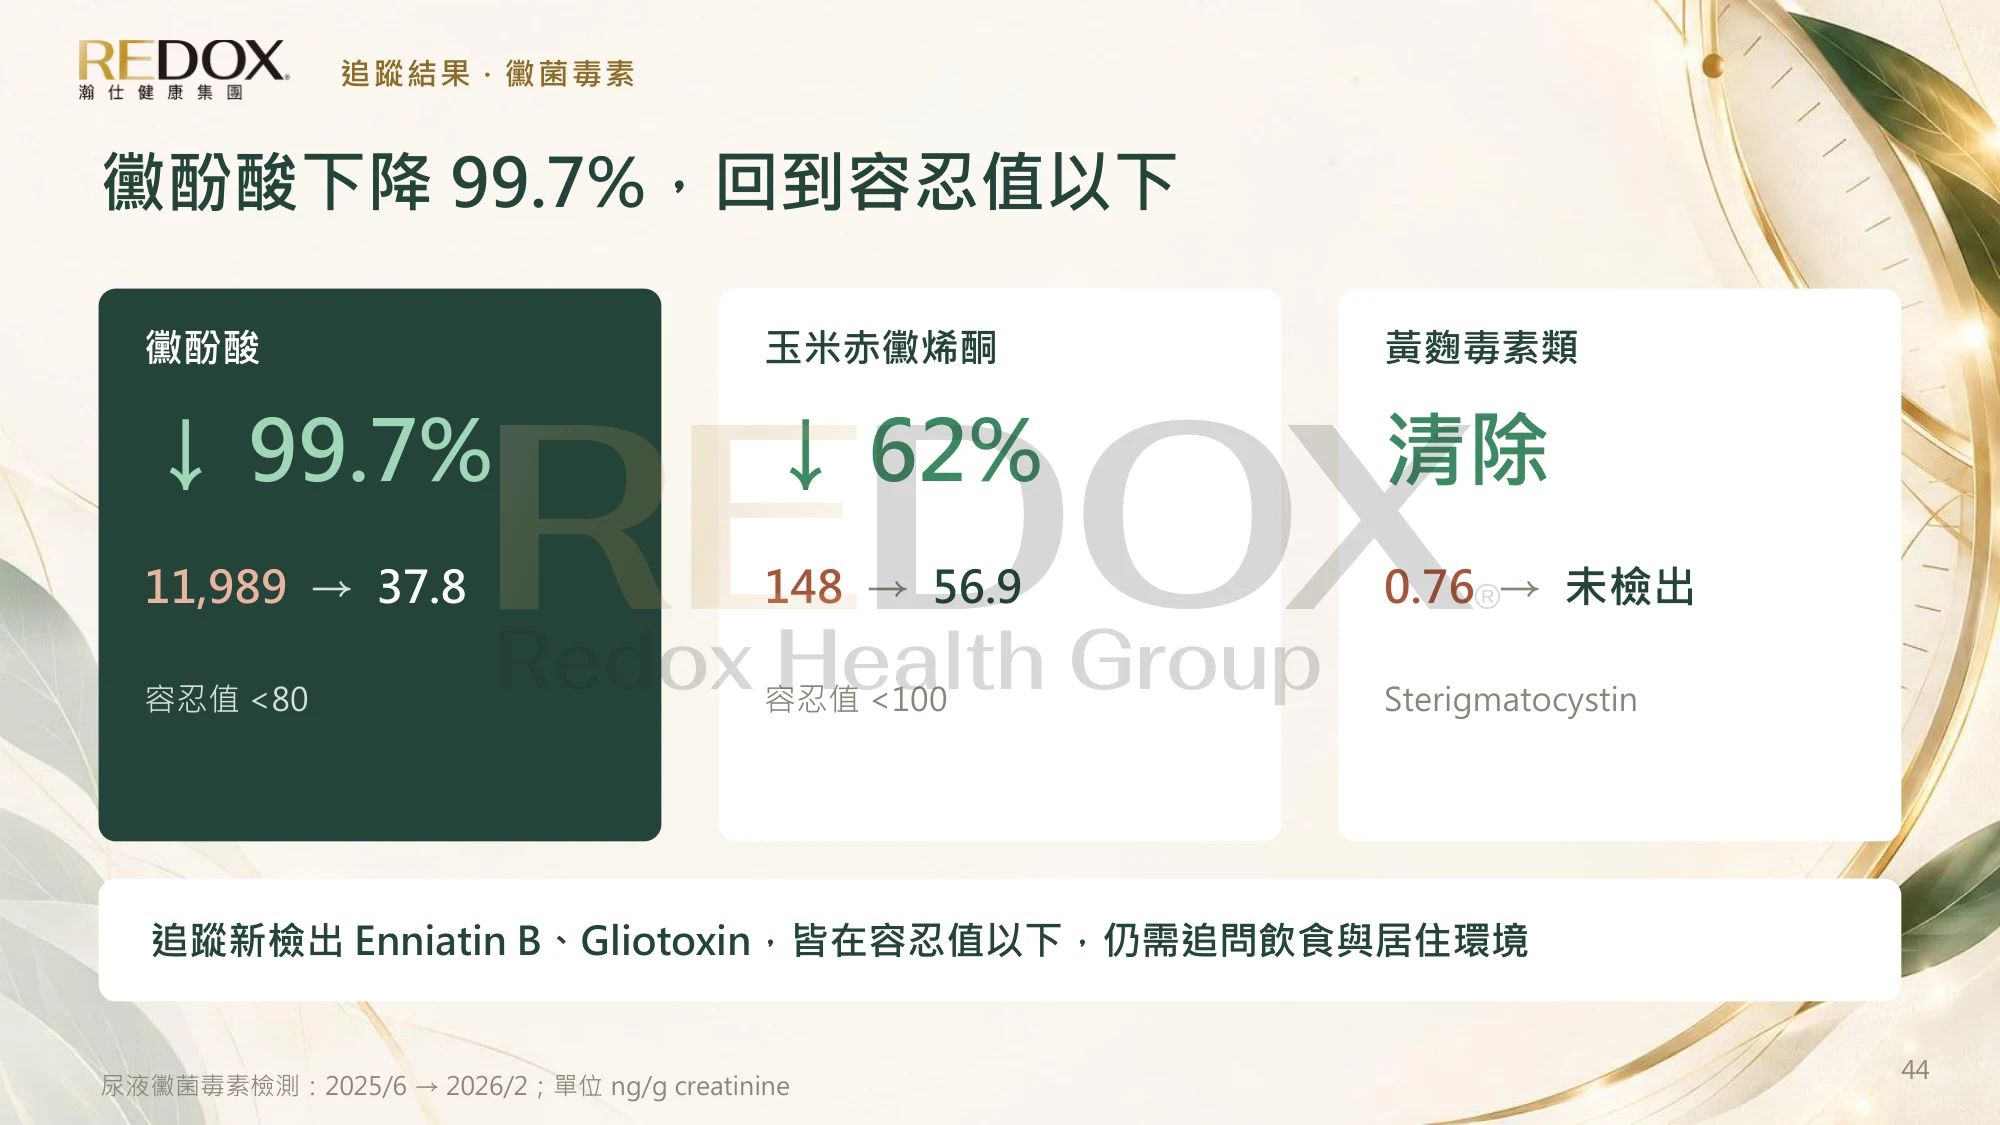 REDOX®
瀚仕健康集團
追蹤結果·黴菌毒素
黴酚酸下降 99.7%，回到容忍值以下
黴酚酸
↓ 99.7%
11,989 → 37.8
容忍值 <80
玉米赤黴烯酮
↓ 62%
148 → 56.9
容忍值 <100
黃麴毒素類
清除
0.76 → 未檢出
Sterigmatocystin
REDOX®
Redox Health Group
追蹤新檢出 Enniatin B、Gliotoxin，皆在容忍值以下，仍需追問飲食與居住環境
尿液黴菌毒素檢測：2025/6 → 2026/2；單位 ng/g creatinine
44